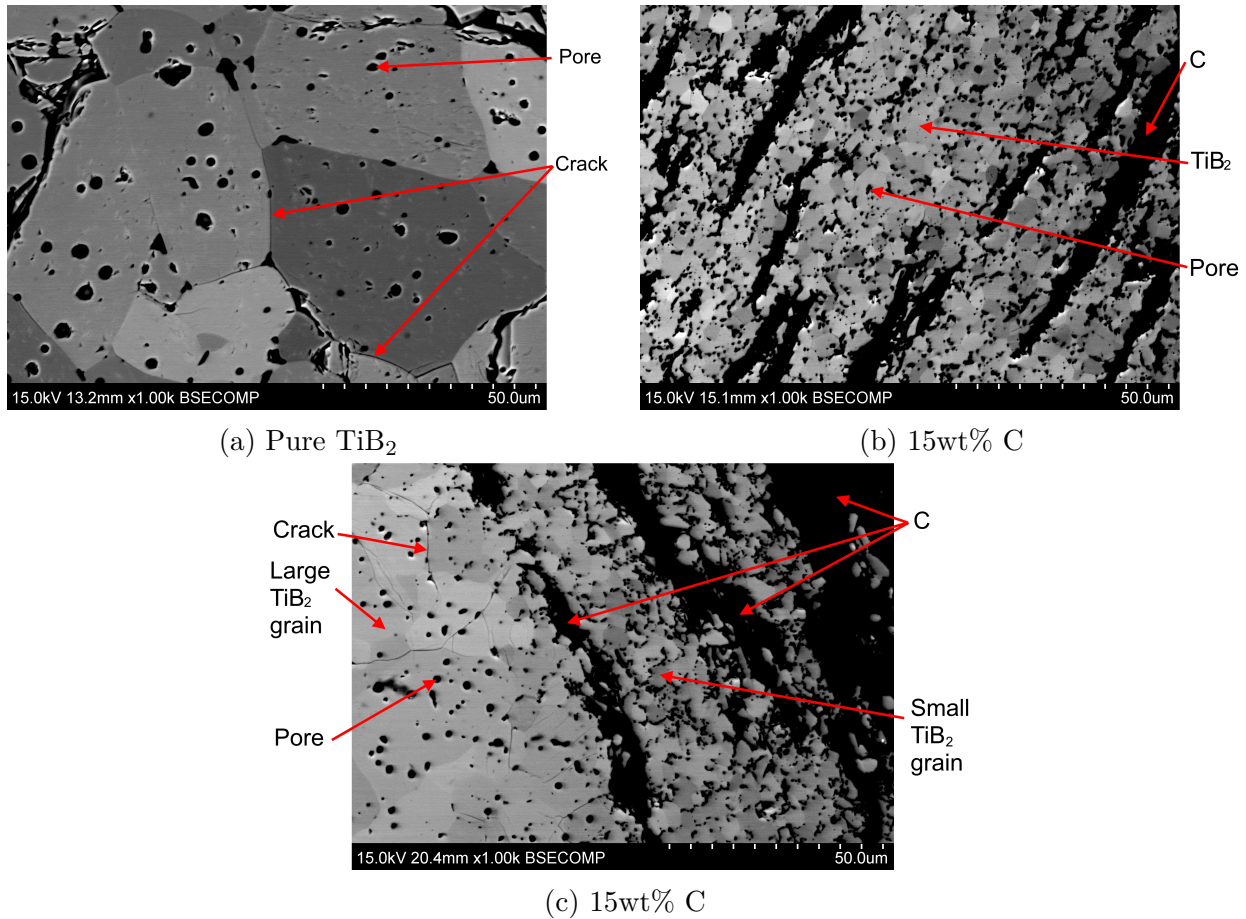 Pore
Crack
15.0kV 13.2mm x1.00k BSECOMP 50.0um
(a) Pure TiB₂
C
TiB₂
Pore
15.0kV 15.1mm x1.00k BSECOMP 50.0um
(b) 15wt% C
Crack
Large
TiB₂
grain
Pore
C
Small
TiB₂
grain
15.0kV 20.4mm x1.00k BSECOMP 50.0um
(c) 15wt% C